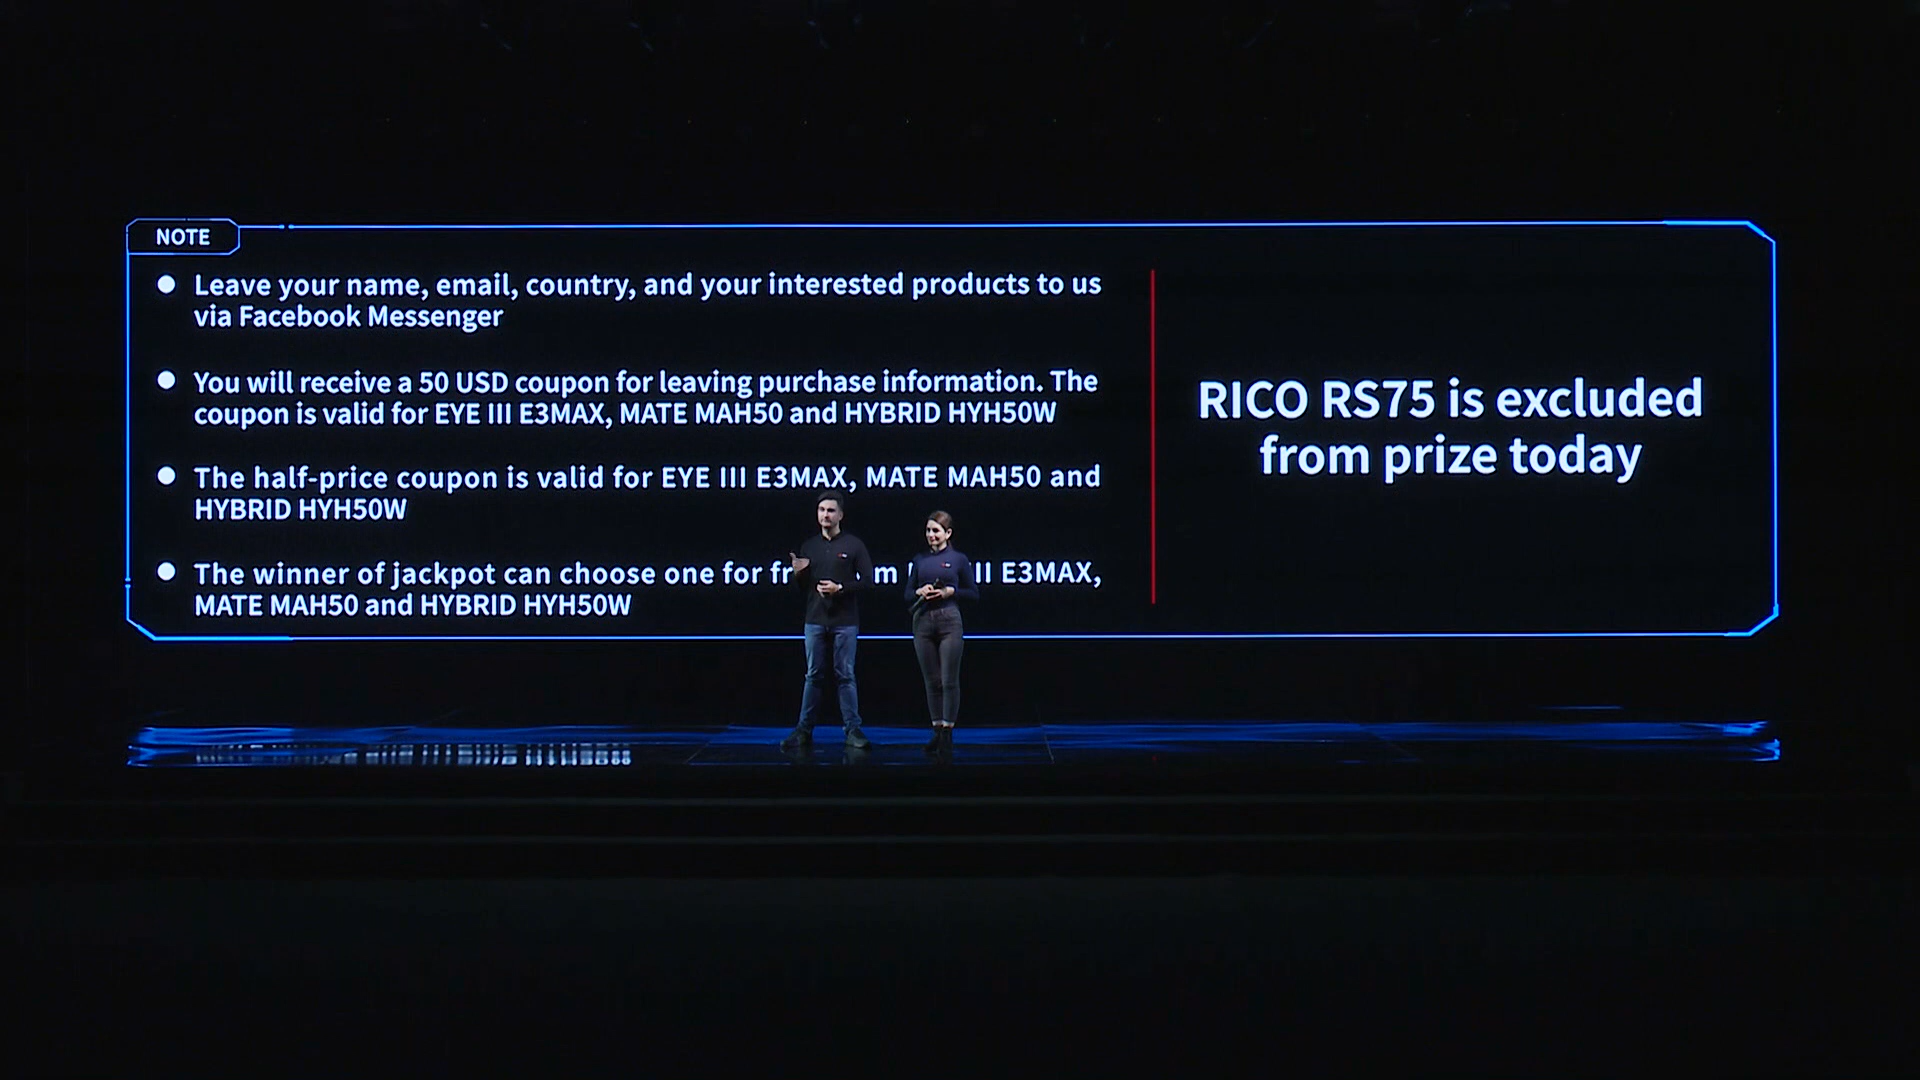 NOTE
● Leave your name, email, country, and your interested products to us
via Facebook Messenger
● You will receive a 50 USD coupon for leaving purchase information. The
coupon is valid for EYE III E3MAX, MATE MAH50 and HYBRID HYH50W
● The half-price coupon is valid for EYE III E3MAX, MATE MAH50 and
HYBRID HYH50W
● The winner of jackpot can choose one for III E3MAX,
MATE MAH50 and HYBRID HYH50W
RICO RS75 is excluded
from prize today